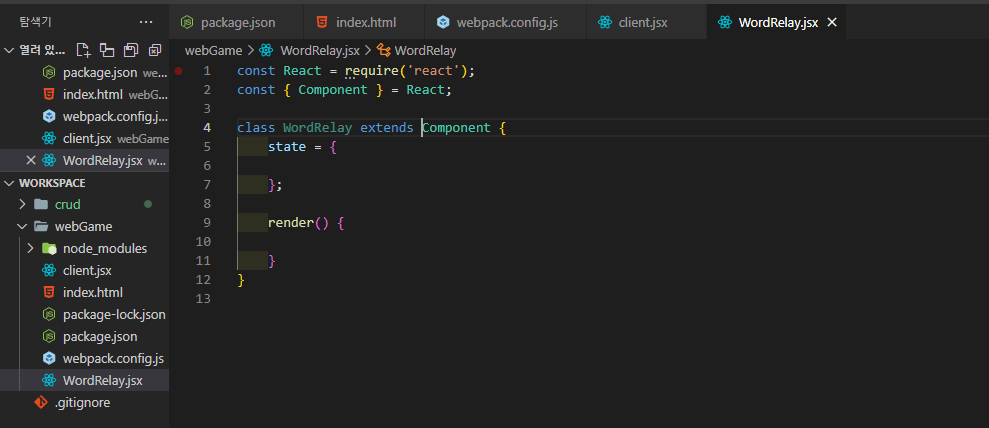 탐색기 ···
열려 있...
package.json we...
index.html webG...
webpack.config.j...
client.jsx webGame
WordRelay.jsx w...
WORKSPACE
crud
webGame
node_modules
client.jsx
index.html
package-lock.json
package.json
webpack.config.js
WordRelay.jsx
.gitignore
package.json index.html webpack.config.js client.jsx WordRelay.jsx
webGame > WordRelay.jsx > WordRelay
1 const React = require('react');
2 const { Component } = React;
3
4 class WordRelay extends Component {
5 state = {
6
7 };
8
9 render() {
10
11 }
12 }
13